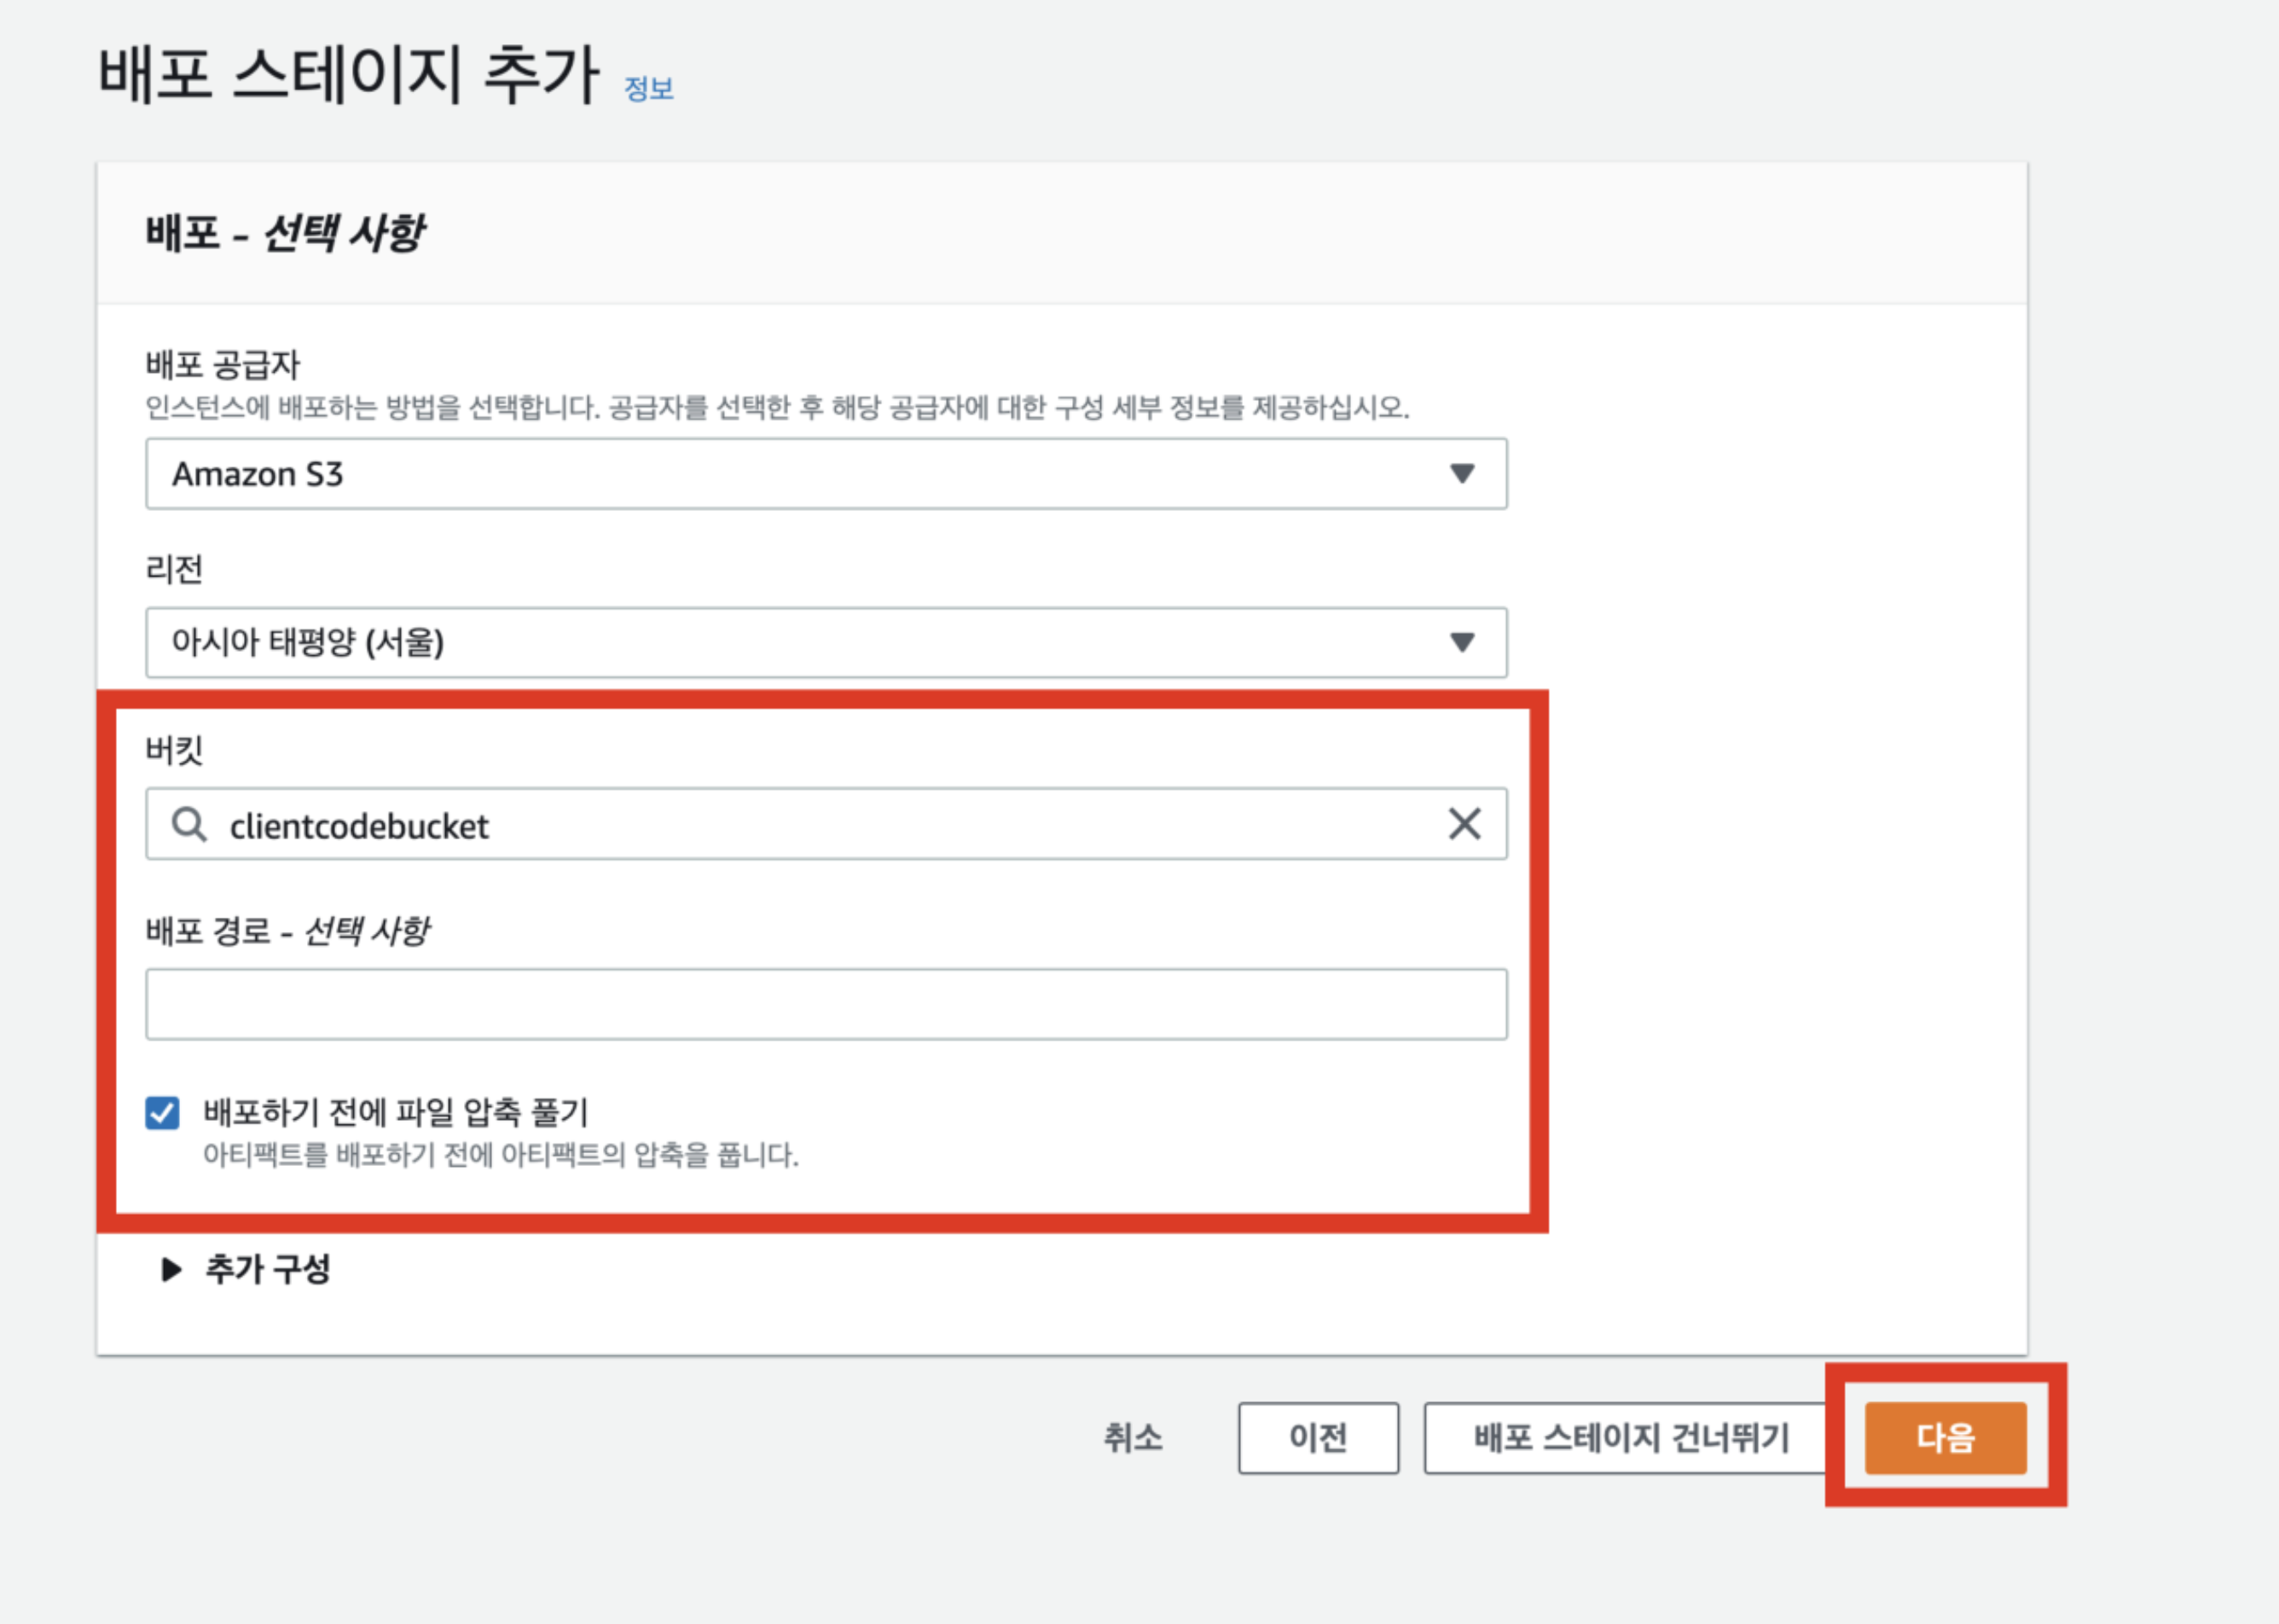 배포 스테이지 추가 정보
배포 - 선택 사항
배포 공급자
인스턴스에 배포하는 방법을 선택합니다. 공급자를 선택한 후 해당 공급자에 대한 구성 세부 정보를 제공하십시오.
Amazon S3
리전
아시아 태평양 (서울)
버킷
clientcodebucket
배포 경로 - 선택 사항
배포하기 전에 파일 압축 풀기
아티팩트를 배포하기 전에 아티팩트의 압축을 풉니다.
추가 구성
취소 이전 배포 스테이지 건너뛰기 다음